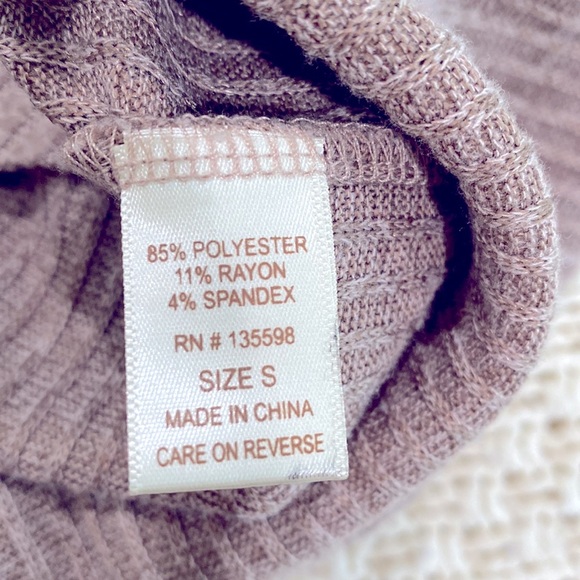 85% POLYESTER
11% RAYON
4% SPANDEX
RN # 135598
SIZE S
MADE IN CHINA
CARE ON REVERSE